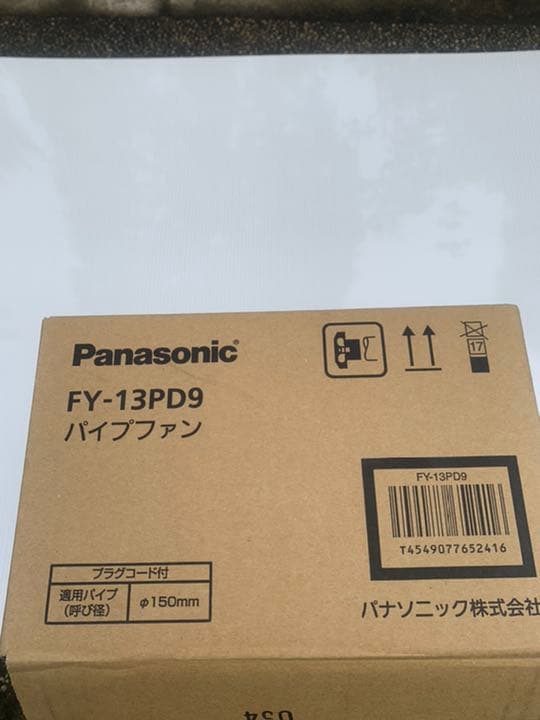 Panasonic
FY-13PD9
パイプファン
17
FY-13PD9
T4549077652416
プラグコード付
適用パイプ
(呼び径)
φ150mm
パナソニック株式会社